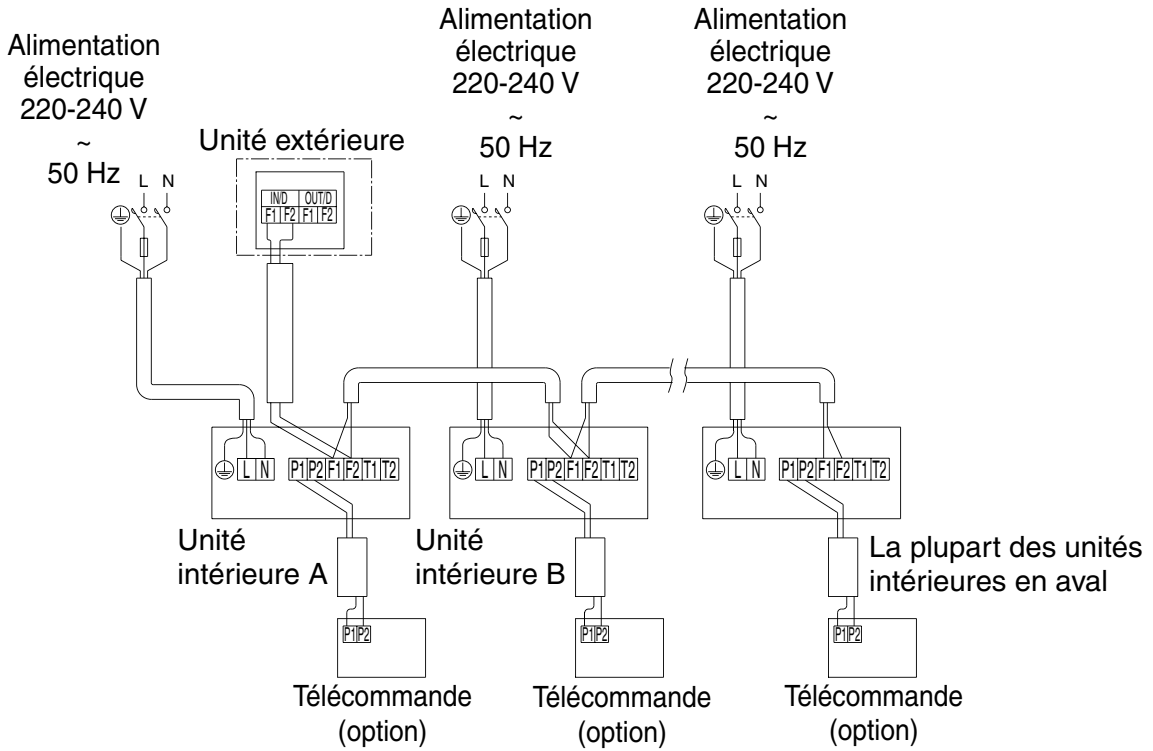 Alimentation
électrique
220-240 V
~
50 Hz
L N
Unité extérieure
IN/D OUT/D
F1 F2 F1 F2
Alimentation
électrique
220-240 V
~
50 Hz
L N
Alimentation
électrique
220-240 V
~
50 Hz
L N
L N P1 P2 F1 F2 T1 T2
L N P1 P2 F1 F2 T1 T2
L N P1 P2 F1 F2 T1 T2
Unité
intérieure A
Unité
intérieure B
La plupart des unités
intérieures en aval
P1 P2
P1 P2
P1 P2
Télécommande
(option)
Télécommande
(option)
Télécommande
(option)